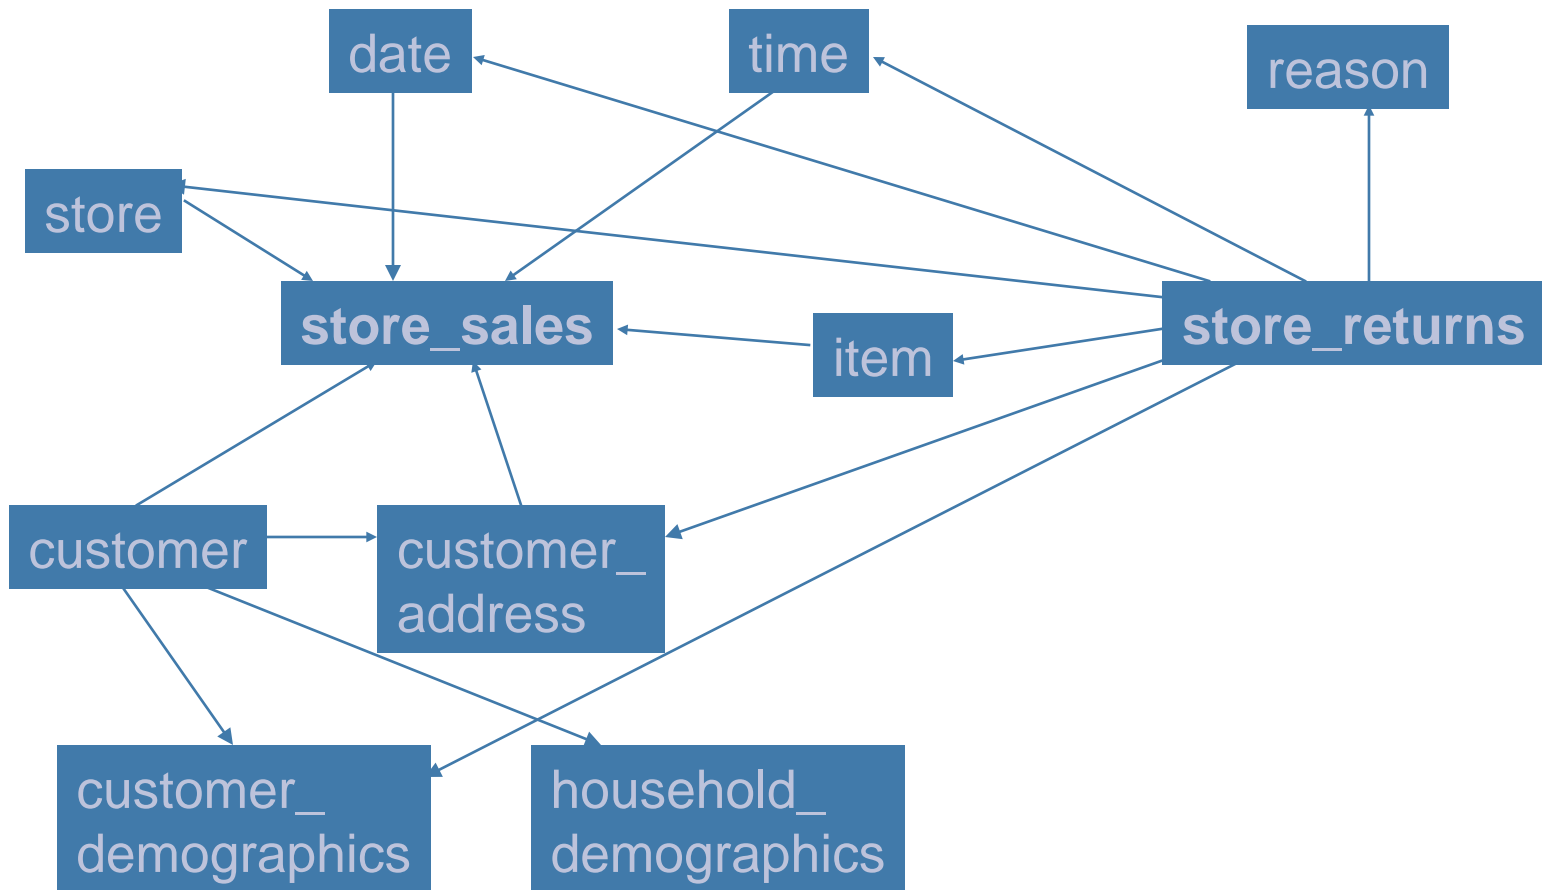 date
time
reason
store
store_sales
item
store_returns
customer
customer_
address
customer_
demographics
household_
demographics